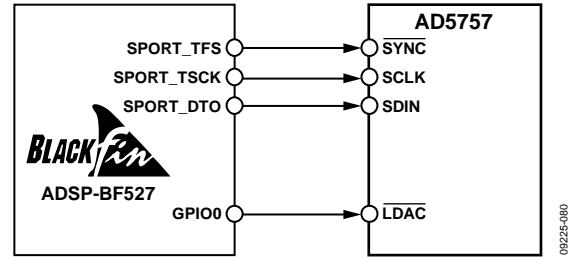 AD5757
SPORT_TFS SYNC
SPORT_TSCK SCLK
SPORT_DTO SDIN
BLACKfin
ADSP-BF527
GPIO0 LDAC
09225-080